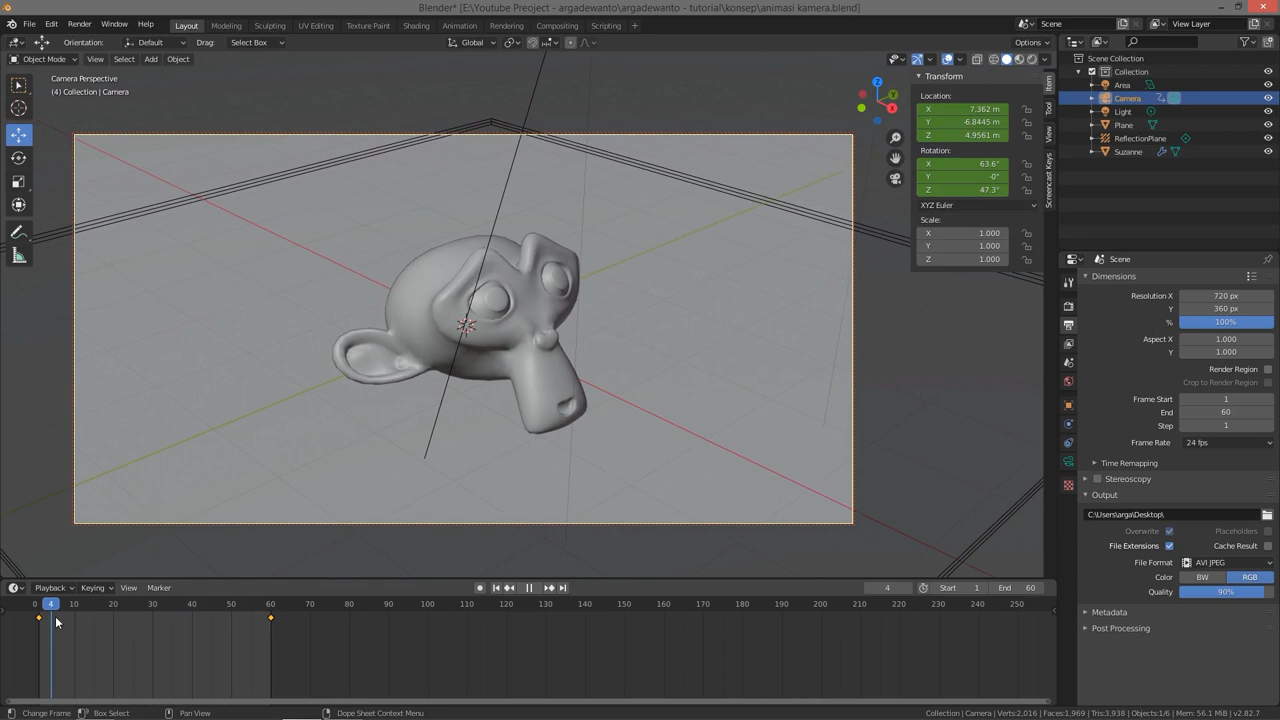 Blender* [E:\Youtube Preoject - argadewanto\argadewanto - tutorial\konsep\animasi kamera.blend]
File Edit Render Window Help Layout Modeling Sculpting UV Editing Texture Paint Shading Animation Rendering Compositing Scripting + Scene View Layer
Orientation: Default Drag: Select Box Global Options
Object Mode View Select Add Object
Camera Perspective
(4) Collection | Camera
Z
Y
X
Transform
Location:
X 7.362 m
Y -6.8445 m
Z 4.9561 m
Rotation:
X 63.6°
Y -0°
Z 47.3°
XYZ Euler
Scale:
X 1.000
Y 1.000
Z 1.000
Item
Tool
View
Screencast Keys
Scene Collection
Collection
Area
Camera
Light
Plane
ReflectionPlane
Suzanne
Scene
Dimensions
Resolution X 720 px
Y 360 px
% 100%
Aspect X 1.000
Y 1.000
Render Region
Crop to Render Region
Frame Start 1
End 60
Step 1
Frame Rate 24 fps
Time Remapping
Stereoscopy
Output
C:\Users\arga\Desktop\
Overwrite Placeholders
File Extensions Cache Result
File Format AVI JPEG
Color BW RGB
Quality 90%
Metadata
Post Processing
Playback Keying View Marker 4 Start 1 End 60
0 4 10 20 30 40 50 60 70 80 90 100 110 120 130 140 150 160 170 180 190 200 210 220 230 240 250
Change Frame Box Select Pan View Dope Sheet Context Menu Collection | Camera | Verts:2,016 | Faces:1,969 | Tris:3,938 | Objects:1/6 | Mem: 56.1 MiB | v2.82.7